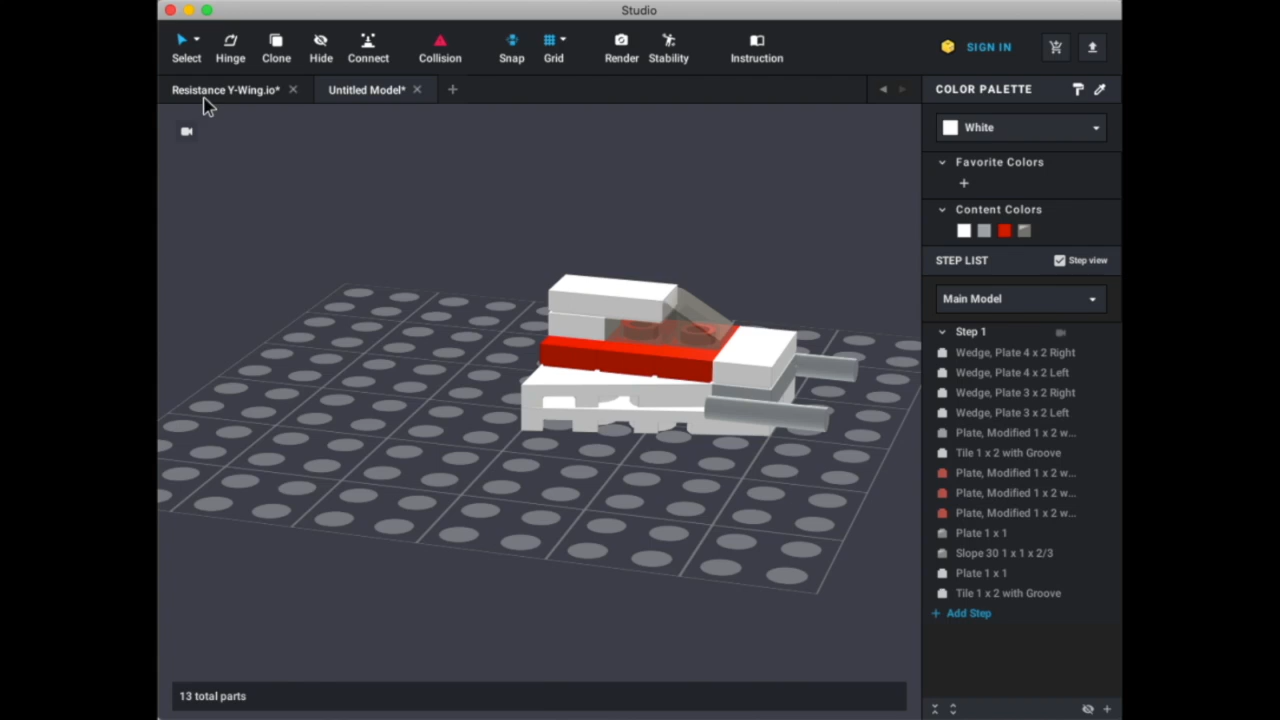 Studio
Select Hinge Clone Hide Connect Collision Snap Grid Render Stability Instruction SIGN IN
Resistance Y-Wing.io* Untitled Model*
COLOR PALETTE
White
Favorite Colors
Content Colors
STEP LIST Step view
Main Model
Step 1
Wedge, Plate 4 x 2 Right
Wedge, Plate 4 x 2 Left
Wedge, Plate 3 x 2 Right
Wedge, Plate 3 x 2 Left
Plate, Modified 1 x 2 w...
Tile 1 x 2 with Groove
Plate, Modified 1 x 2 w...
Plate, Modified 1 x 2 w...
Plate, Modified 1 x 2 w...
Plate 1 x 1
Slope 30 1 x 1 x 2/3
Plate 1 x 1
Tile 1 x 2 with Groove
+ Add Step
13 total parts